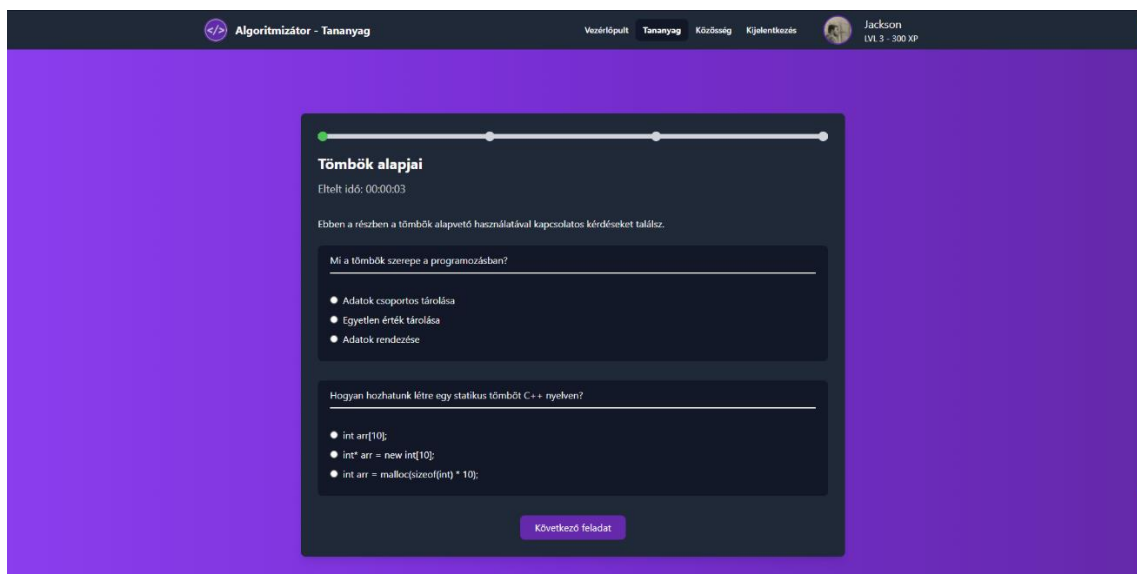 </> Algoritmizátor - Tananyag Vezérlőpult Tananyag Közösség Kijelentkezés Jackson
LVL 3 - 300 XP
Tömbök alapjai
Eltelt idő: 00:00:03
Ebben a részben a tömbök alapvető használatával kapcsolatos kérdéseket találsz.
Mi a tömbök szerepe a programozásban?
Adatok csoportos tárolása
Egyetlen érték tárolása
Adatok rendezése
Hogyan hozhatunk létre egy statikus tömböt C++ nyelven?
int arr[10];
int* arr = new int[10];
int arr = malloc(sizeof(int) * 10);
Következő feladat